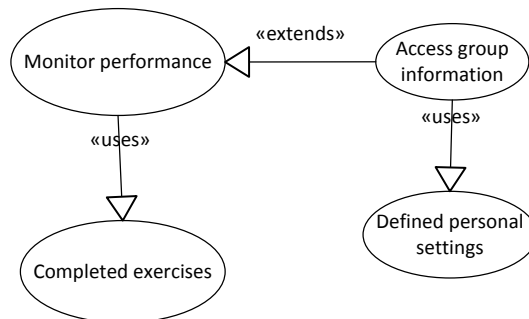 «extends»
Monitor performance
Access group
information
«uses»
«uses»
Defined personal
settings
Completed exercises